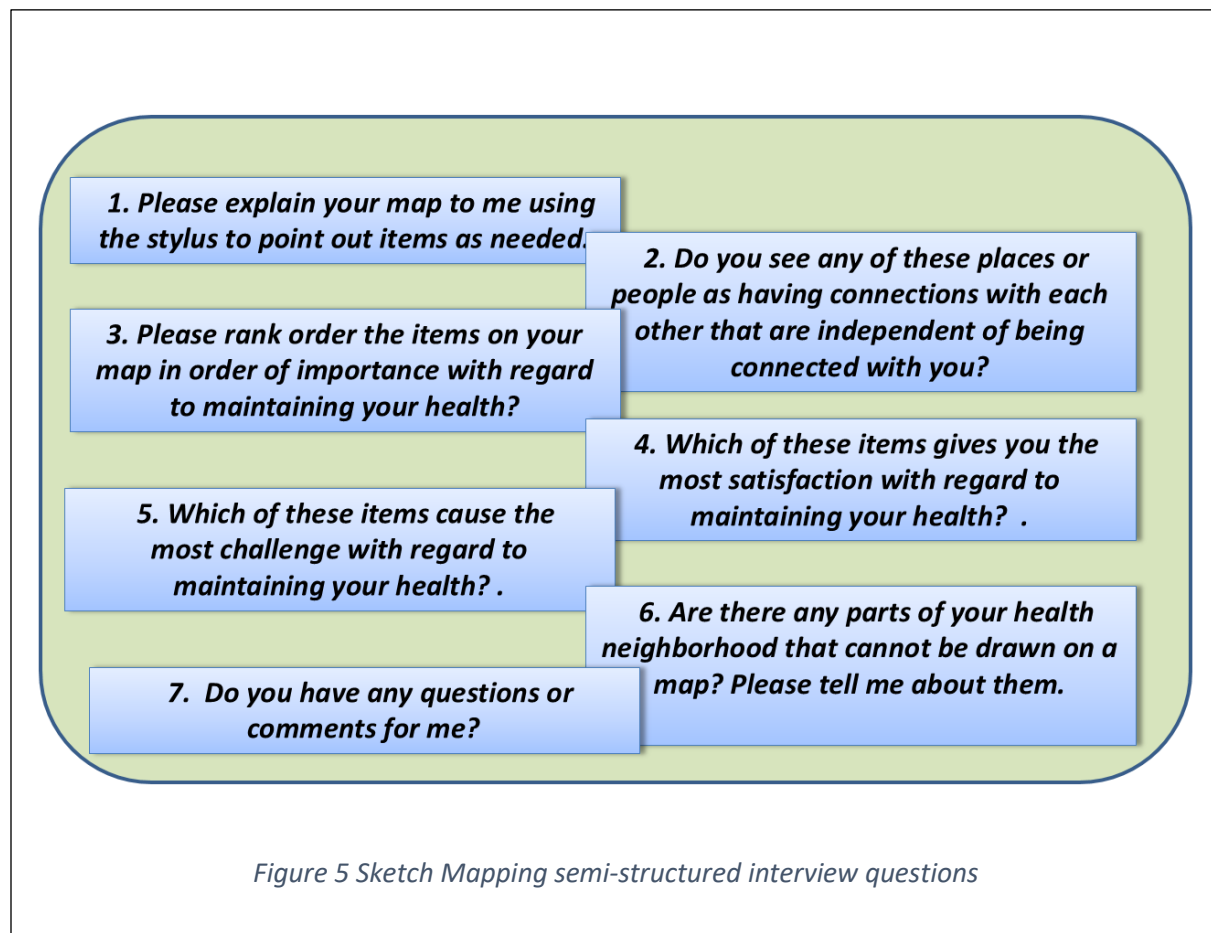 1. Please explain your map to me using
the stylus to point out items as needed.
2. Do you see any of these places or
people as having connections with each
other that are independent of being
connected with you?
3. Please rank order the items on your
map in order of importance with regard
to maintaining your health?
4. Which of these items gives you the
most satisfaction with regard to
maintaining your health?  .
5. Which of these items cause the
most challenge with regard to
maintaining your health? .
6. Are there any parts of your health
neighborhood that cannot be drawn on a
map? Please tell me about them.
7.  Do you have any questions or
comments for me?
Figure 5 Sketch Mapping semi-structured interview questions